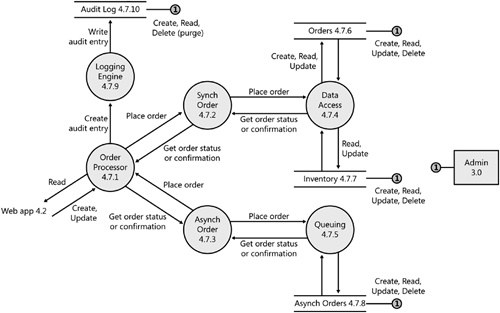 Audit Log 4.7.10
1
Create, Read,
Delete (purge)
Write
audit entry
Logging
Engine
4.7.9
Create
audit entry
Orders 4.7.6
1
Create, Read,
Update, Delete
Create, Read,
Update
Place order
Synch
Order
4.7.2
Place order
Data
Access
4.7.4
Get order status
or confirmation
Get order status
or confirmation
Read,
Update
Order
Processor
4.7.1
Read
Web app 4.2
Create,
Update
Place order
Get order status
or confirmation
Inventory 4.7.7
1
Create, Read,
Update, Delete
1
Admin
3.0
Asynch
Order
4.7.3
Place order
Queuing
4.7.5
Get order status
or confirmation
Create, Read,
Update, Delete
Asynch Orders 4.7.8
1